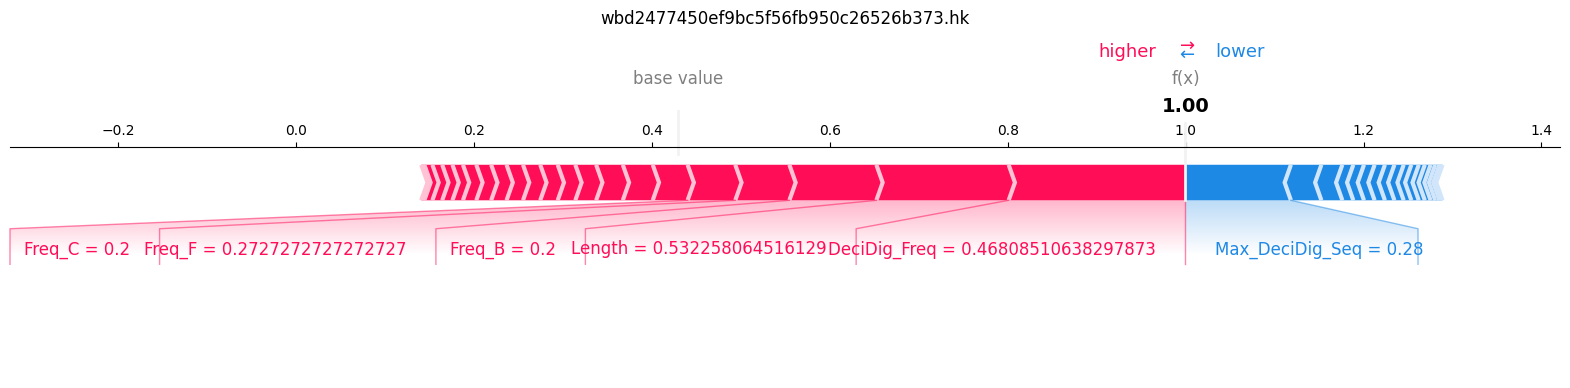 wbd2477450ef9bc5f56fb950c26526b373.hk
higher → ← lower
base value f(x)
1.00
−0.2 0.0 0.2 0.4 0.6 0.8 1.0 1.2 1.4
Freq_C = 0.2 Freq_F = 0.2727272727272727 Freq_B = 0.2 Length = 0.532258064516129 DeciDig_Freq = 0.46808510638297873 Max_DeciDig_Seq = 0.28